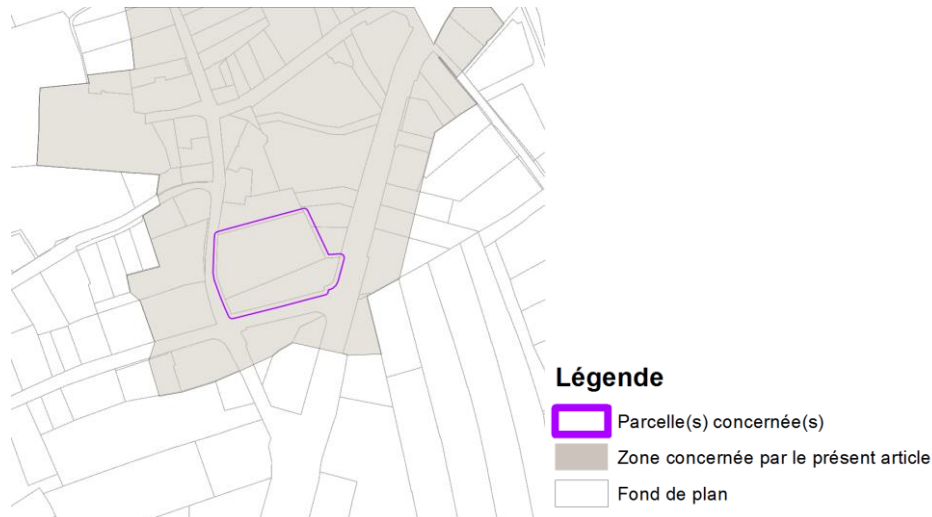 Légende
Parcelle(s) concernée(s)
Zone concernée par le présent article
Fond de plan